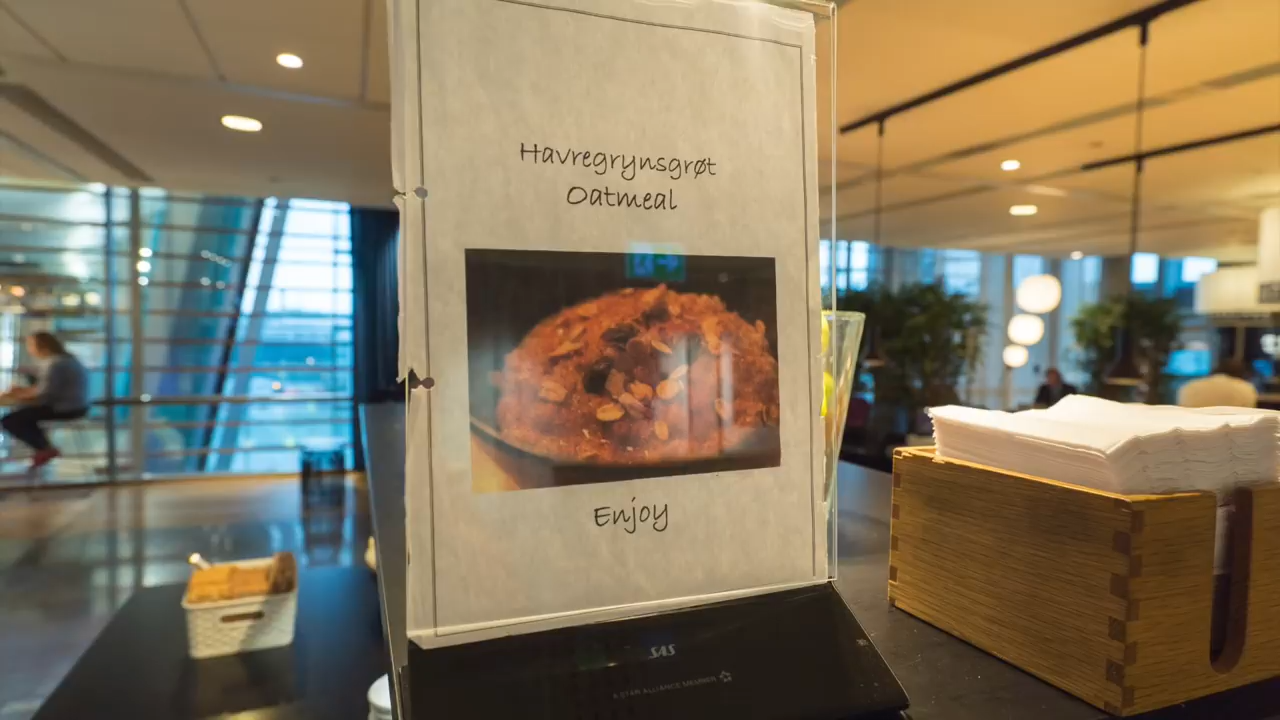 Havregrynsgrøt
Oatmeal
Enjoy
SAS
A STAR ALLIANCE MEMBER